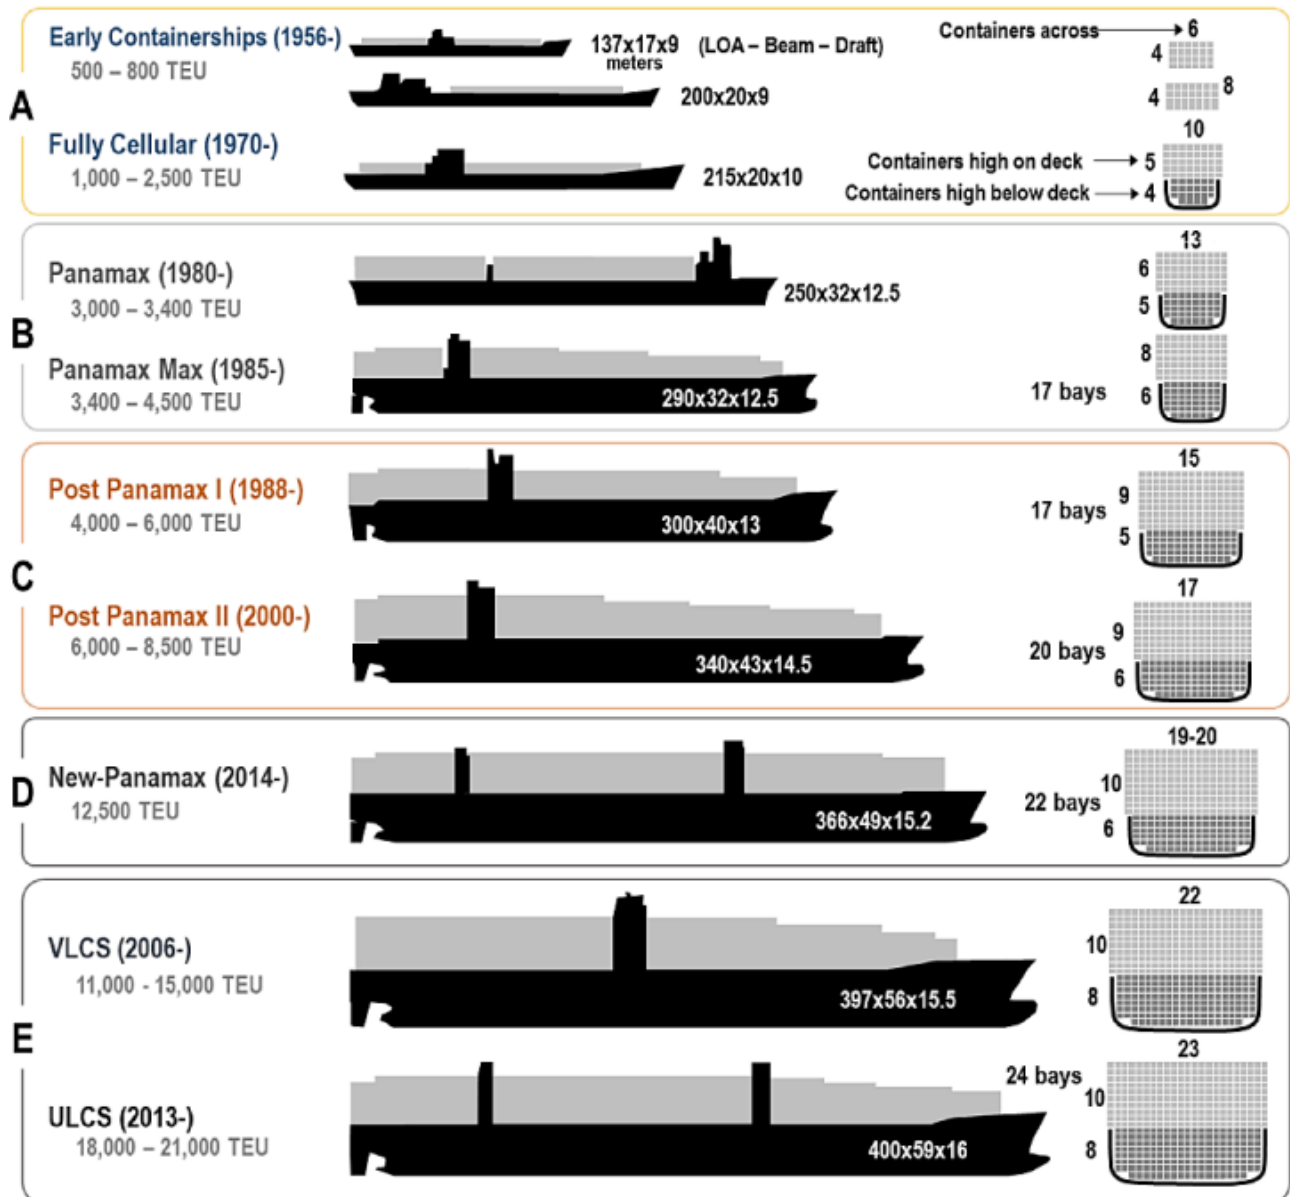 Early Containerships (1956-)
500 – 800 TEU
137x17x9 (LOA – Beam – Draft)
meters
Containers across 6
4
200x20x9
4 8
A
Fully Cellular (1970-)
1,000 – 2,500 TEU
215x20x10
10
Containers high on deck 5
Containers high below deck 4
Panamax (1980-)
3,000 – 3,400 TEU
250x32x12.5
13
6
5
B
Panamax Max (1985-)
3,400 – 4,500 TEU
290x32x12.5
17 bays
8
6
Post Panamax I (1988-)
4,000 – 6,000 TEU
300x40x13
17 bays
15
9
5
C
Post Panamax II (2000-)
6,000 – 8,500 TEU
340x43x14.5
20 bays
17
9
6
D
New-Panamax (2014-)
12,500 TEU
366x49x15.2
22 bays
19-20
10
6
VLCS (2006-)
11,000 - 15,000 TEU
397x56x15.5
22
10
8
E
ULCS (2013-)
18,000 – 21,000 TEU
400x59x16
24 bays
23
10
8